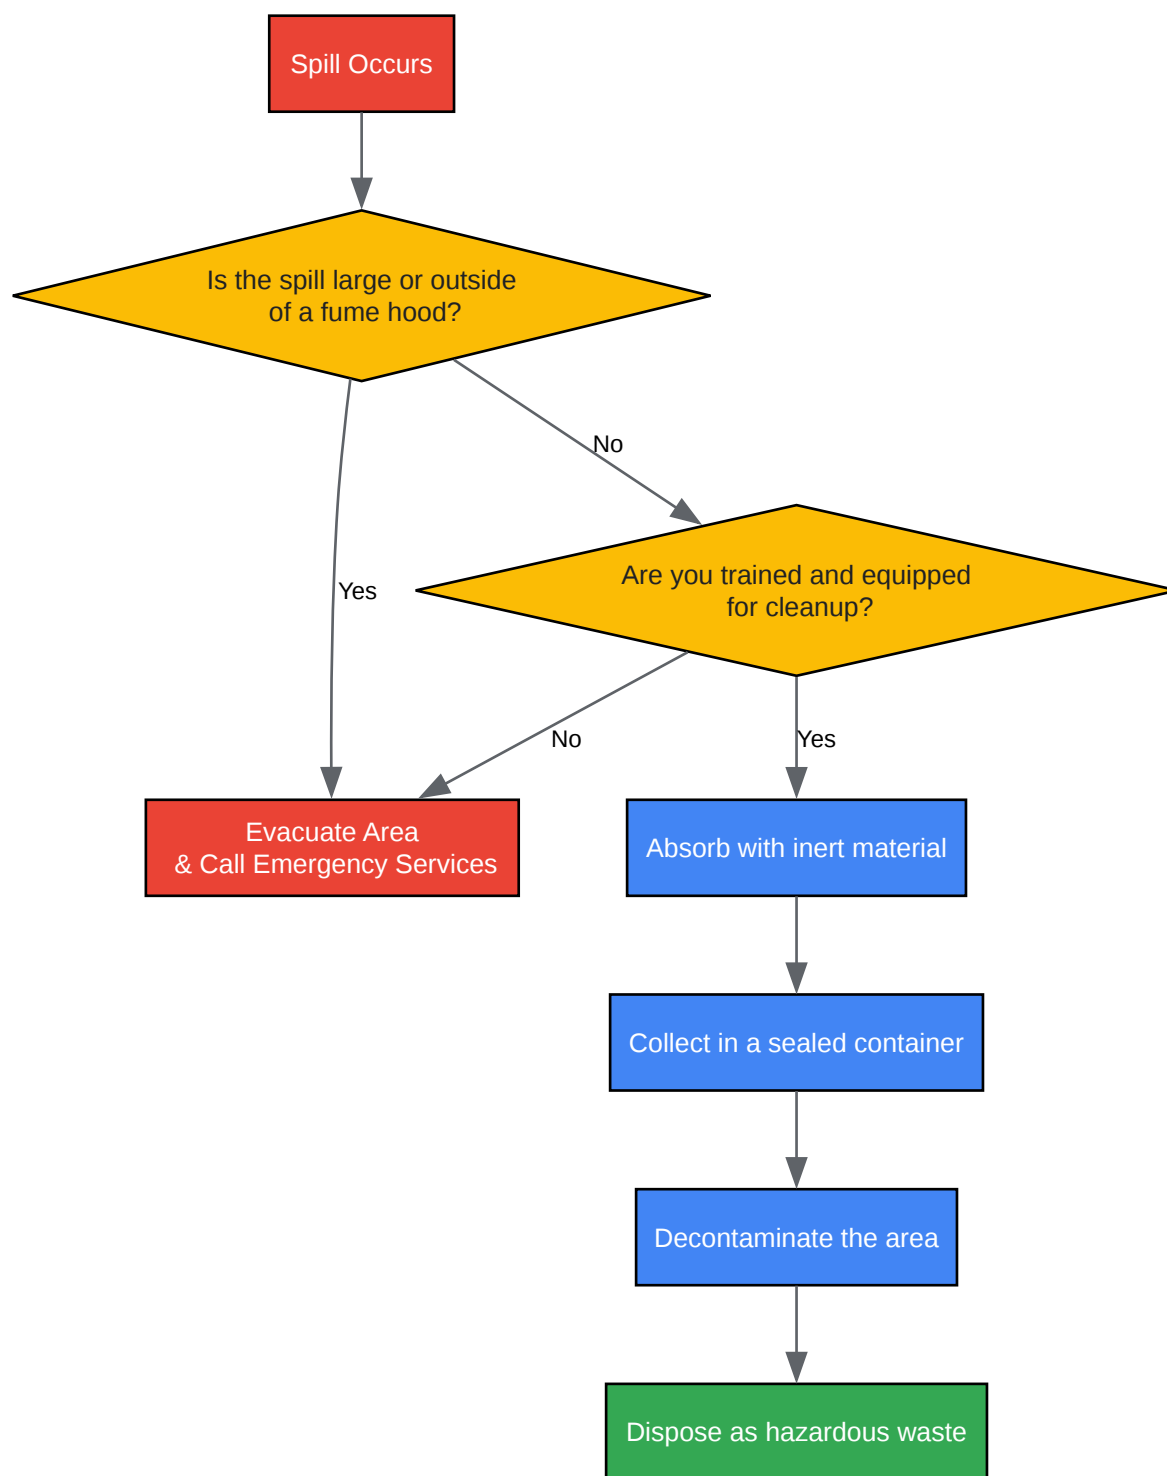 Spill Occurs
Is the spill large or outside
of a fume hood?
No
Yes
Are you trained and equipped
for cleanup?
No
Yes
Evacuate Area
& Call Emergency Services
Absorb with inert material
Collect in a sealed container
Decontaminate the area
Dispose as hazardous waste